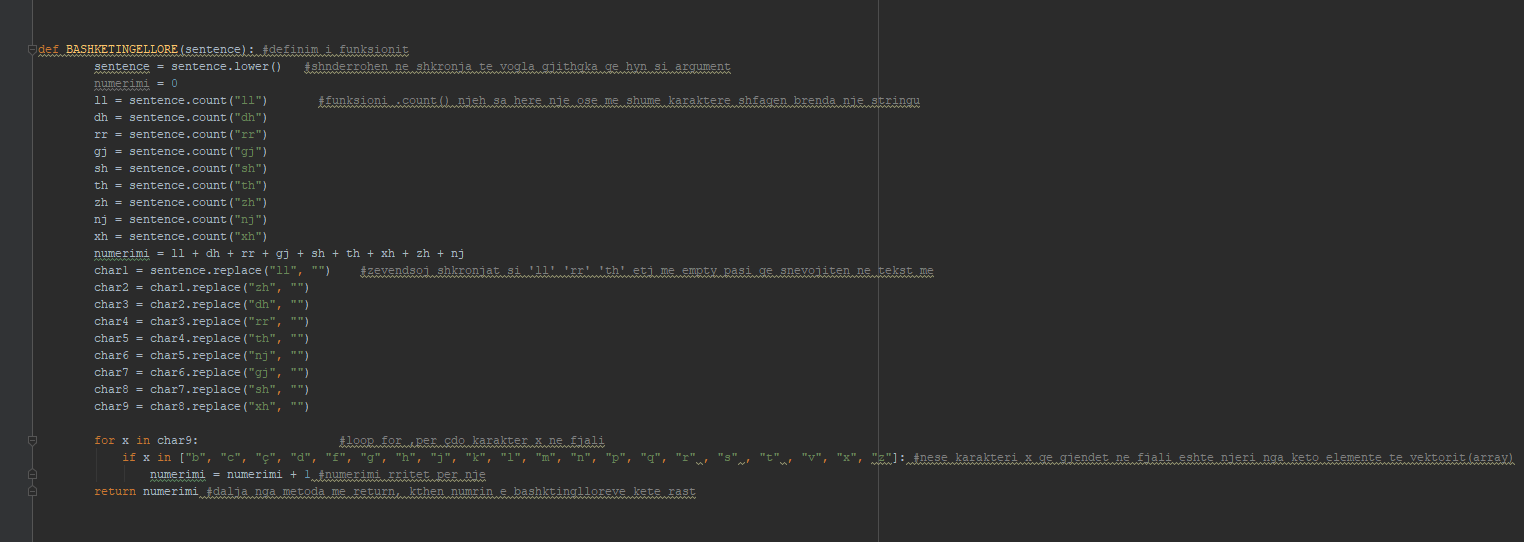 def BASHKETINGELLORE(sentence): #definim i funksionit
sentence = sentence.lower() #shnderrohen ne shkronja te vogla gjithqka qe hyn si argument
numerimi = 0
ll = sentence.count("ll") #funksioni .count() njeh sa here nje ose me shume karaktere shfaqen brenda nje stringu
dh = sentence.count("dh")
rr = sentence.count("rr")
gj = sentence.count("gj")
sh = sentence.count("sh")
th = sentence.count("th")
zh = sentence.count("zh")
nj = sentence.count("nj")
xh = sentence.count("xh")
numerimi = ll + dh + rr + gj + sh + th + xh + zh + nj
char1 = sentence.replace("ll", "") #zevendsoj shkronjat si 'll' 'rr' 'th' etj me empty pasi qe snevojiten ne tekst me
char2 = char1.replace("zh", "")
char3 = char2.replace("dh", "")
char4 = char3.replace("rr", "")
char5 = char4.replace("th", "")
char6 = char5.replace("nj", "")
char7 = char6.replace("gj", "")
char8 = char7.replace("sh", "")
char9 = char8.replace("xh", "")
for x in char9: #loop for ,per çdo karakter x ne fjali
if x in ["b", "c", "ç", "d", "f", "g", "h", "j", "k", "l", "m", "n", "p", "q", "r" , "s" , "t" , "v", "x", "z"]: #nese karakteri x qe gjendet ne fjali eshte njeri nga keto elemente te vektorit(array)
numerimi = numerimi + 1 #numerimi rritet per nje
return numerimi #dalja nga metoda me return, kthen numrin e bashktinglloreve kete rast